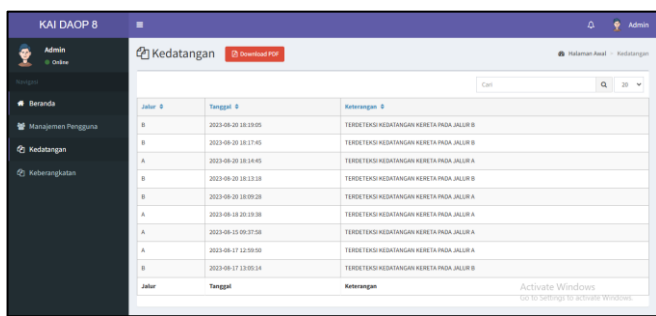 KAI DAOP 8
Admin
Admin
Online
Kedatangan
Download PDF
Halaman Awal > Kedatangan
Navigasi
Cari
20
Beranda
Manajemen Pengguna
Kedatangan
Keberangkatan
Jalur Tanggal Keterangan
B 2023-08-20 18:19:05 TERDETEKSI KEDATANGAN KERETA PADA JALUR B
B 2023-08-20 18:17:45 TERDETEKSI KEDATANGAN KERETA PADA JALUR B
A 2023-08-20 18:14:45 TERDETEKSI KEDATANGAN KERETA PADA JALUR A
B 2023-08-20 18:13:18 TERDETEKSI KEDATANGAN KERETA PADA JALUR B
B 2023-08-20 18:09:28 TERDETEKSI KEDATANGAN KERETA PADA JALUR A
A 2023-08-18 20:19:38 TERDETEKSI KEDATANGAN KERETA PADA JALUR A
A 2023-08-15 09:37:58 TERDETEKSI KEDATANGAN KERETA PADA JALUR A
A 2023-08-17 12:59:50 TERDETEKSI KEDATANGAN KERETA PADA JALUR A
B 2023-08-17 13:05:14 TERDETEKSI KEDATANGAN KERETA PADA JALUR B
Jalur Tanggal Keterangan
Activate Windows
Go to Settings to activate Windows.